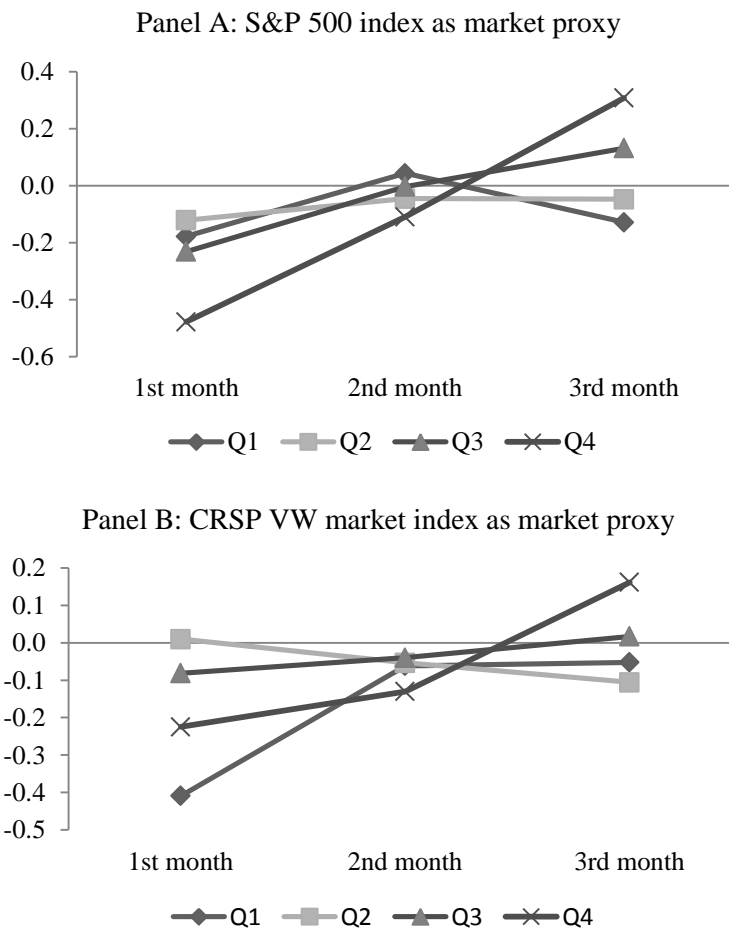 Panel A: S&P 500 index as market proxy
0.4
0.2
0.0
-0.2
-0.4
-0.6
1st month 2nd month 3rd month
Q1 Q2 Q3 Q4
Panel B: CRSP VW market index as market proxy
0.2
0.1
0.0
-0.1
-0.2
-0.3
-0.4
-0.5
1st month 2nd month 3rd month
Q1 Q2 Q3 Q4